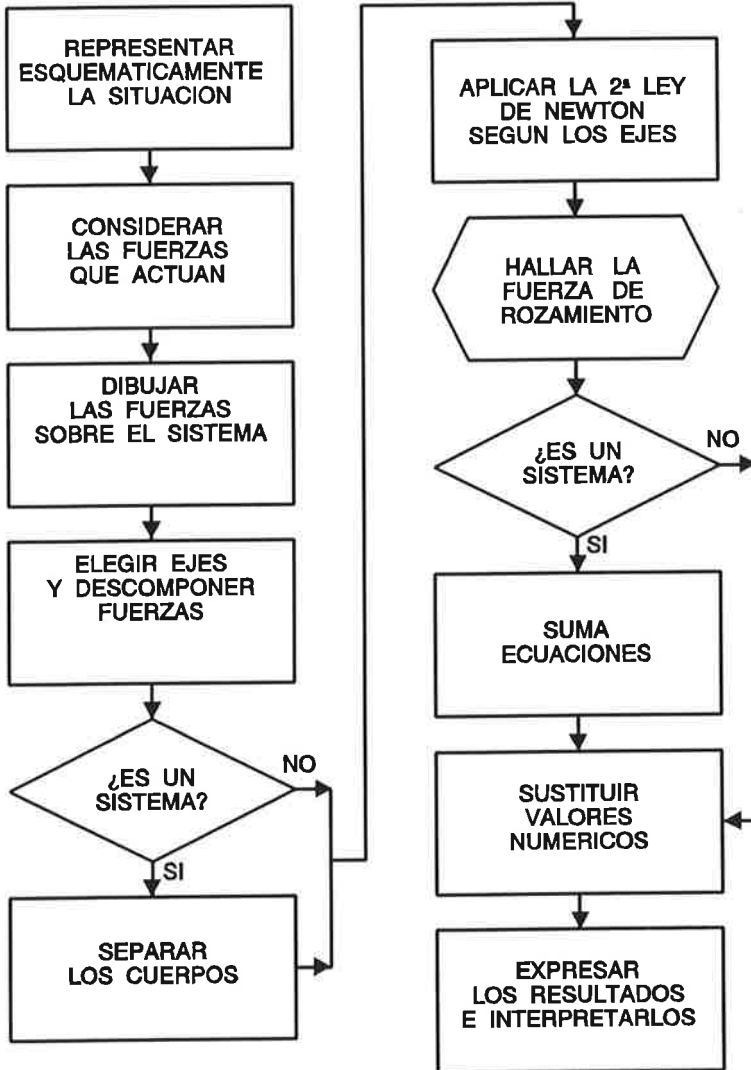 REPRESENTAR
ESQUEMATICAMENTE
LA SITUACION
CONSIDERAR
LAS FUERZAS
QUE ACTUAN
DIBUJAR
LAS FUERZAS
SOBRE EL SISTEMA
ELEGIR EJES
Y DESCOMPONER
FUERZAS
¿ES UN
SISTEMA?
NO
SI
SEPARAR
LOS CUERPOS
APLICAR LA 2ª LEY
DE NEWTON
SEGUN LOS EJES
HALLAR LA
FUERZA DE
ROZAMIENTO
¿ES UN
SISTEMA?
NO
SI
SUMA
ECUACIONES
SUSTITUIR
VALORES
NUMERICOS
EXPRESAR
LOS RESULTADOS
E INTERPRETARLOS